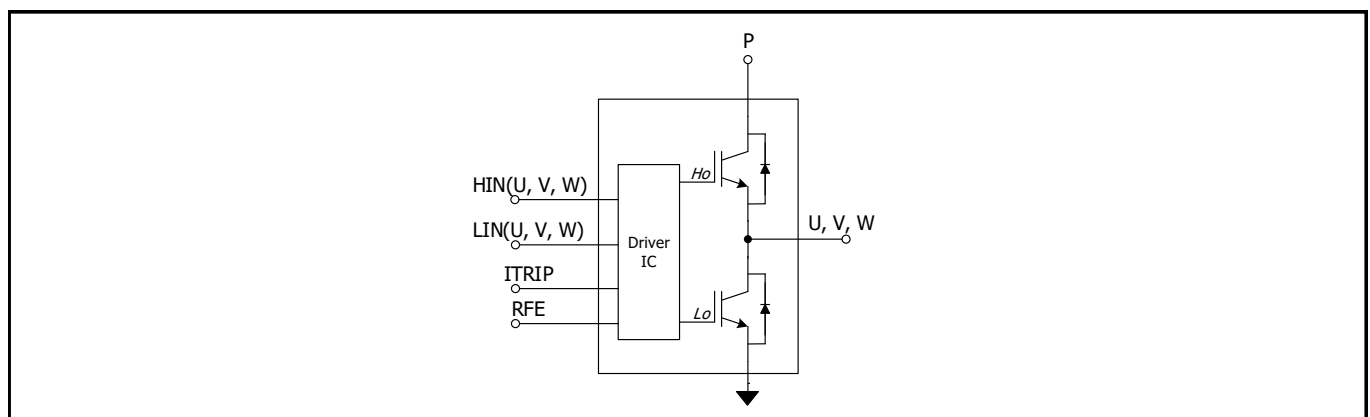 P
HIN(U, V, W)
Ho
LIN(U, V, W)
U, V, W
Driver
IC
ITRIP
RFE
Lo